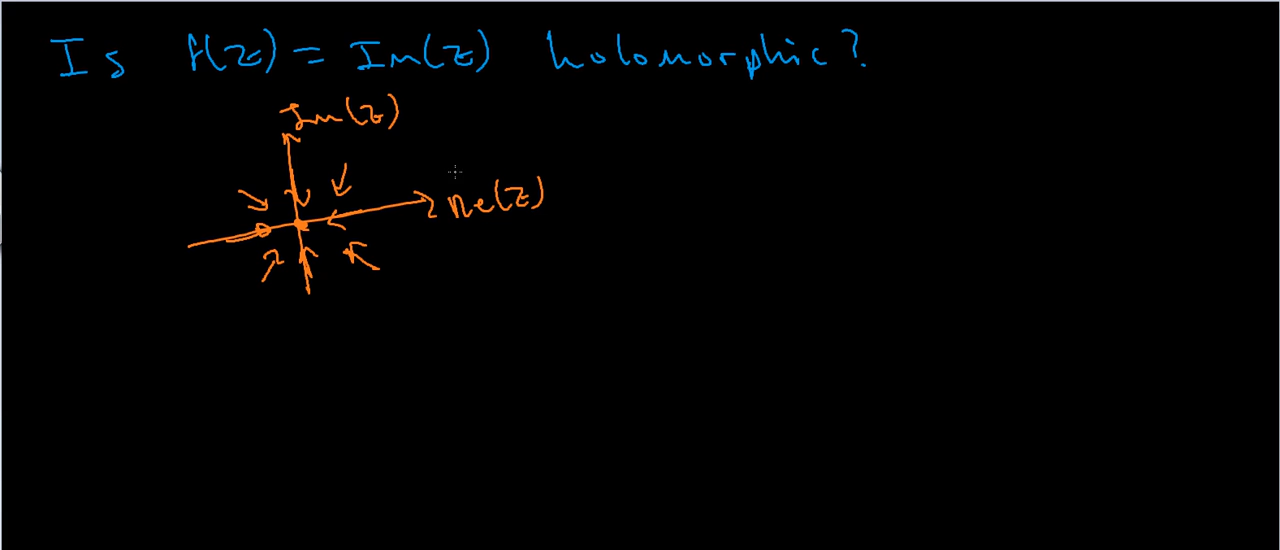 Is f(z) = Im(z) holomorphic?
Im(z)
Re(z)